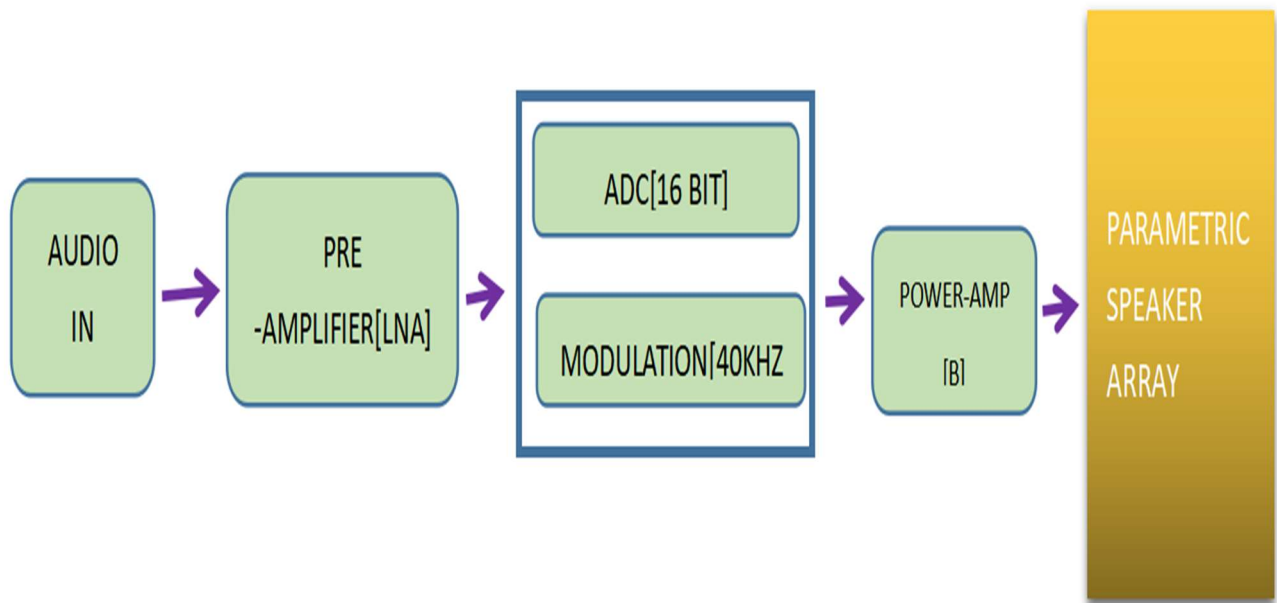 AUDIO
IN
PRE
-AMPLIFIER[LNA]
ADC[16 BIT]
MODULATION[40KHZ
POWER-AMP
[B]
PARAMETRIC
SPEAKER
ARRAY